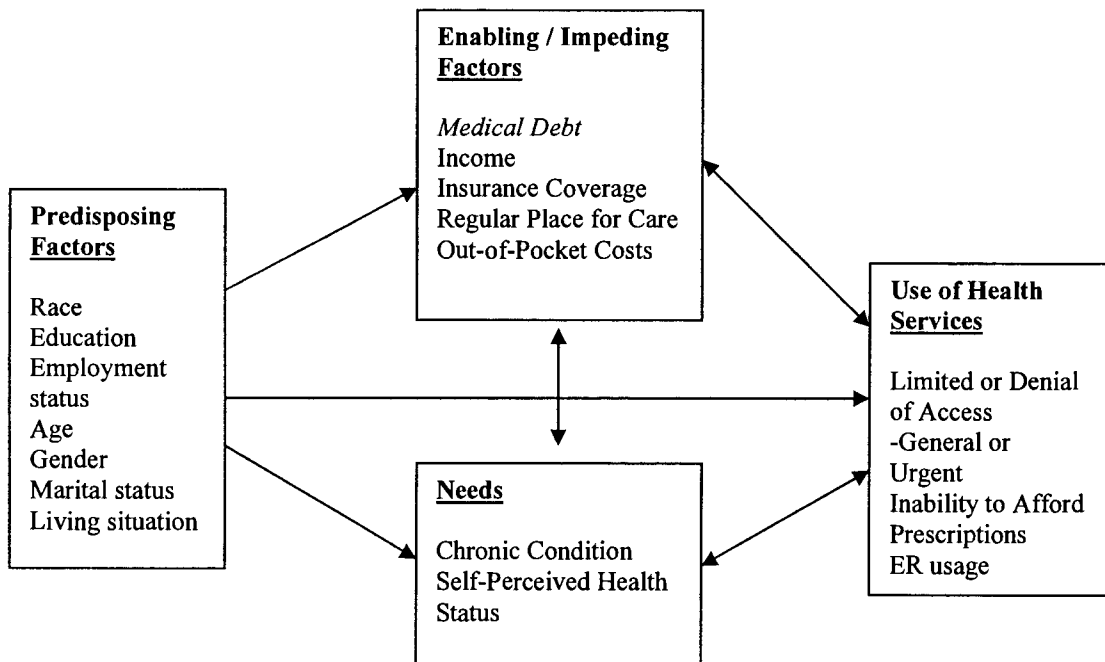 Predisposing
Factors
Race
Education
Employment
status
Age
Gender
Marital status
Living situation
Enabling / Impeding
Factors
Medical Debt
Income
Insurance Coverage
Regular Place for Care
Out-of-Pocket Costs
Needs
Chronic Condition
Self-Perceived Health
Status
Use of Health
Services
Limited or Denial
of Access
-General or
Urgent
Inability to Afford
Prescriptions
ER usage